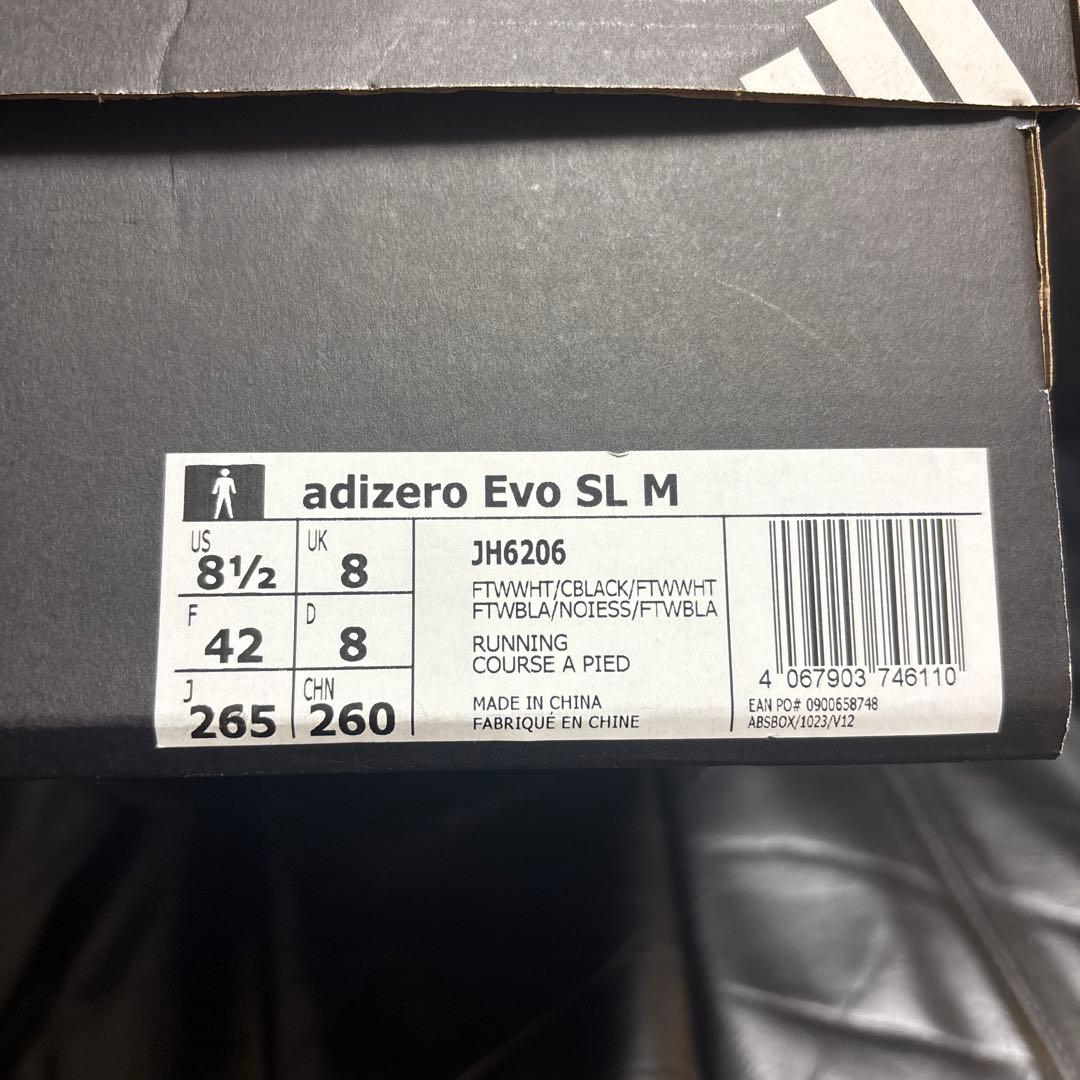 adizero Evo SL M
US 8½
UK 8
F 42
D 8
J 265
CHN 260
JH6206
FTWWHT/CBLACK/FTWWHT
FTWBLA/NOIESS/FTWBLA
RUNNING
COURSE A PIED
MADE IN CHINA
FABRIQUÉ EN CHINE
4 067903 746110
EAN PO# 0900658748
ABSBOX/1023/V12